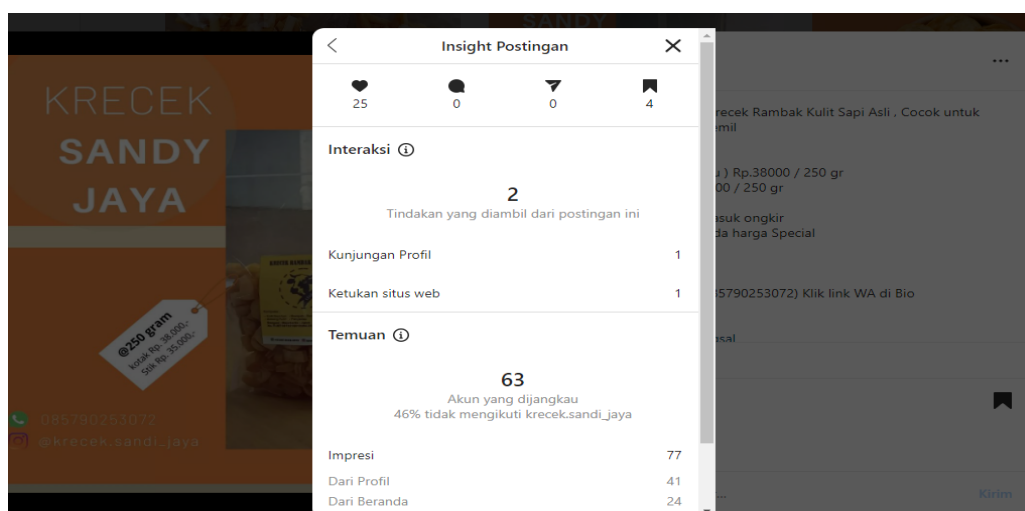 SANDY
Insight Postingan
25
0
0
4
Interaksi
2
Tindakan yang diambil dari postingan ini
Kunjungan Profil 1
Ketukan situs web 1
Temuan
63
Akun yang dijangkau
46% tidak mengikuti krecek.sandi_jaya
Impresi 77
Dari Profil 41
Dari Beranda 24
KRECEK
SANDY
JAYA
@250 gram
kotak Rp. 38.000,-
Stik Rp. 35.000,-
085790253072
@krecek.sandi_jaya
recek Rambak Kulit Sapi Asli , Cocok untuk
emil
) Rp.38000 / 250 gr
00 / 250 gr
asuk ongkir
da harga Special
85790253072) Klik link WA di Bio
...
Kirim